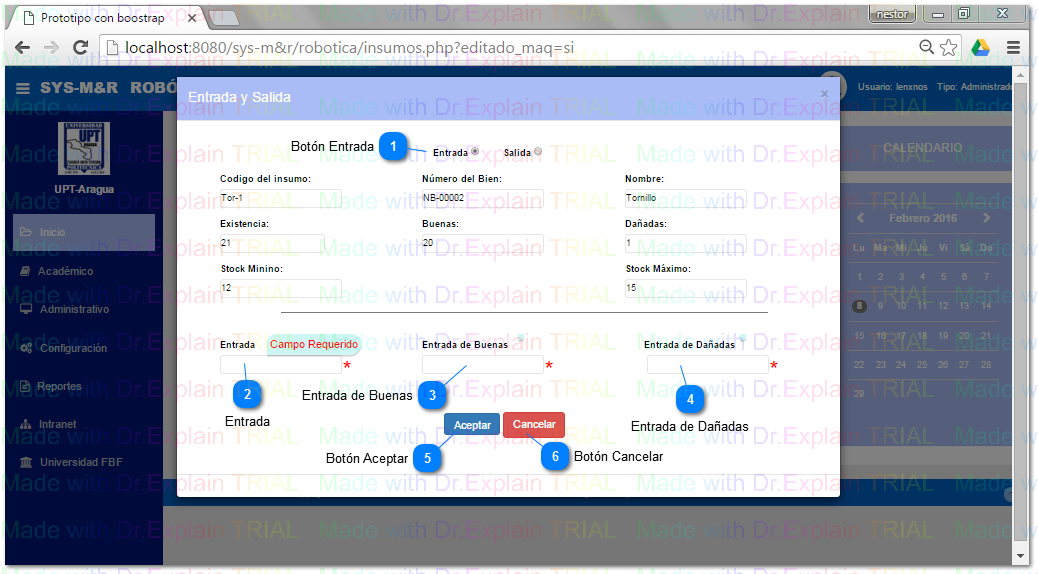 Prototipo con boostrap
nestor
localhost:8080/sys-m&r/robotica/insumos.php?editado_maq=si
SYS-M&R ROBÓ
Usuario: lenxnos Tipo: Administrado
Entrada y Salida
×
UPT
UPT-Aragua
CALENDARIO
Botón Entrada 1 Entrada Salida
Codigo del insumo: Número del Bien: Nombre:
Tor-1 NB-00002 Tornillo
Existencia: Buenas: Dañadas:
21 20 1
Stock Minino: Stock Máximo:
12 15
Inicio
Académico
Administrativo
Configuración
Reportes
Intranet
Universidad FBF
Febrero 2016
Lu Ma Mi Ju Vi Sá Do
1 2 3 4 5 6 7
8 9 10 11 12 13 14
15 16 17 18 19 20 21
22 23 24 25 26 27 28
29
Entrada Campo Requerido Entrada de Buenas Entrada de Dañadas
* * *
2 Entrada de Buenas 3 4
Entrada Entrada de Dañadas
Aceptar Cancelar
Botón Aceptar 5 6 Botón Cancelar
Made with Dr.Explain TRIAL